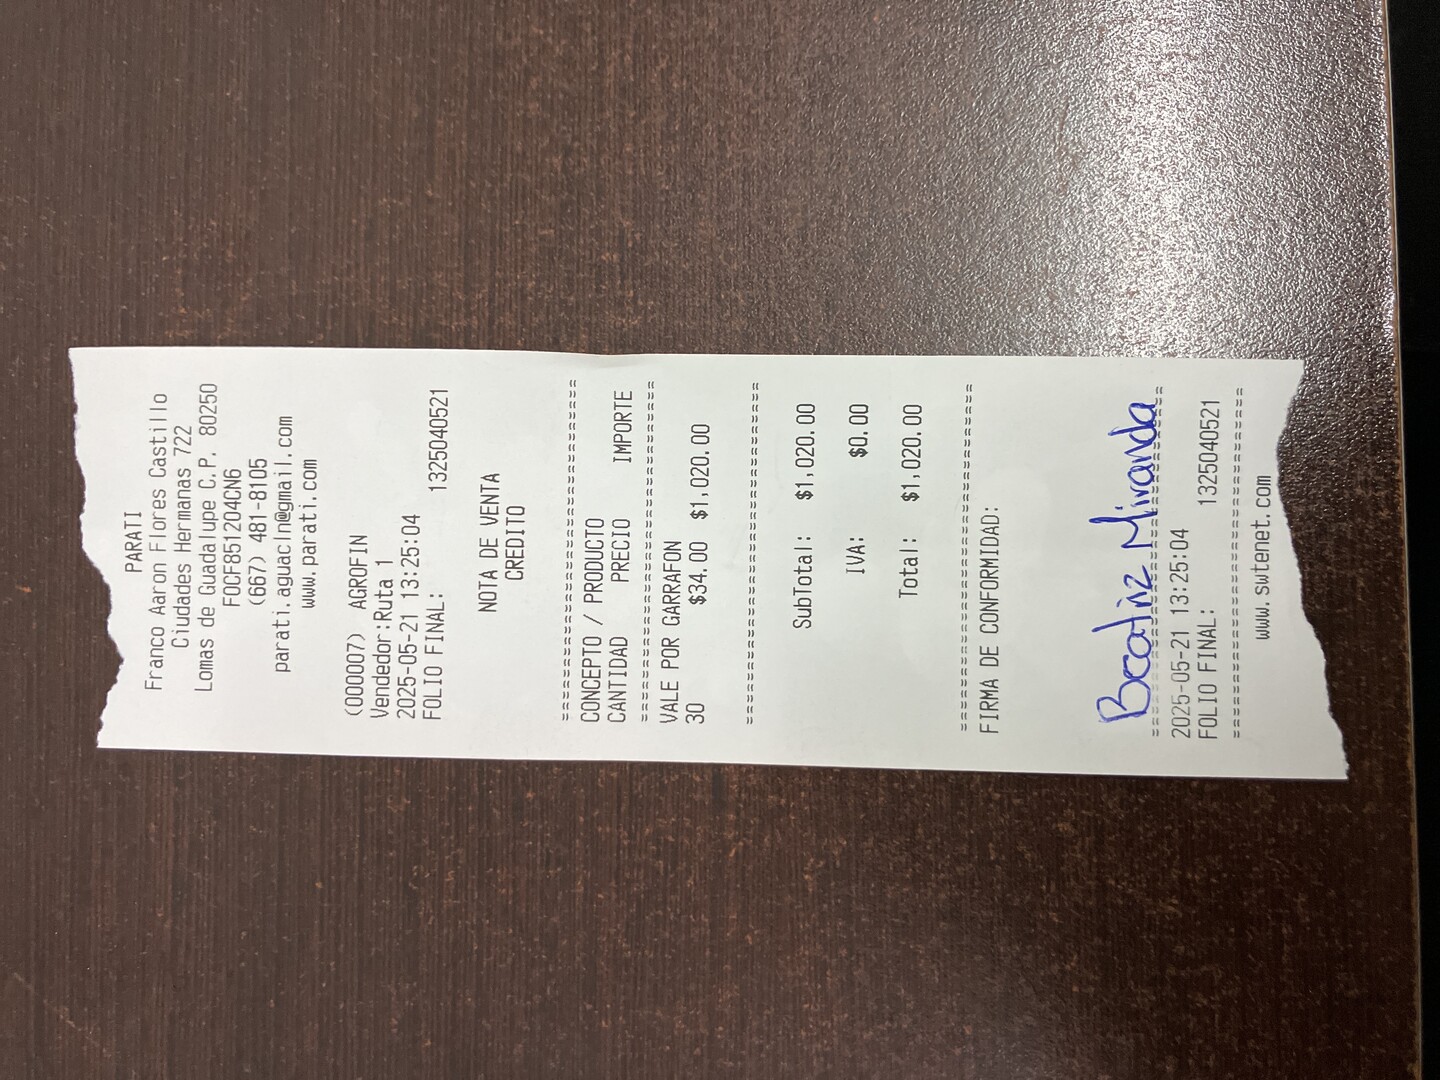 PARATI
Franco Aaron Flores Castillo
Ciudades Hermanas 722
Lomas de Guadalupe C.P. 80250
FOCF851204CN6
(667) 481-8105
parati.aguacln@gmail.com
www.parati.com
(000007) AGROFIN
Vendedor:Ruta 1
2025-05-21 13:25:04
FOLIO FINAL: 1325040521
NOTA DE VENTA
CREDITO
==============================
CONCEPTO / PRODUCTO
CANTIDAD PRECIO IMPORTE
==============================
VALE POR GARRAFON
30 $34.00 $1,020.00
==============================
SubTotal: $1,020.00
IVA: $0.00
Total: $1,020.00
==============================
FIRMA DE CONFORMIDAD:
Beatriz Miranda
==============================
2025-05-21 13:25:04
FOLIO FINAL: 1325040521
==============================
www.swtenet.com